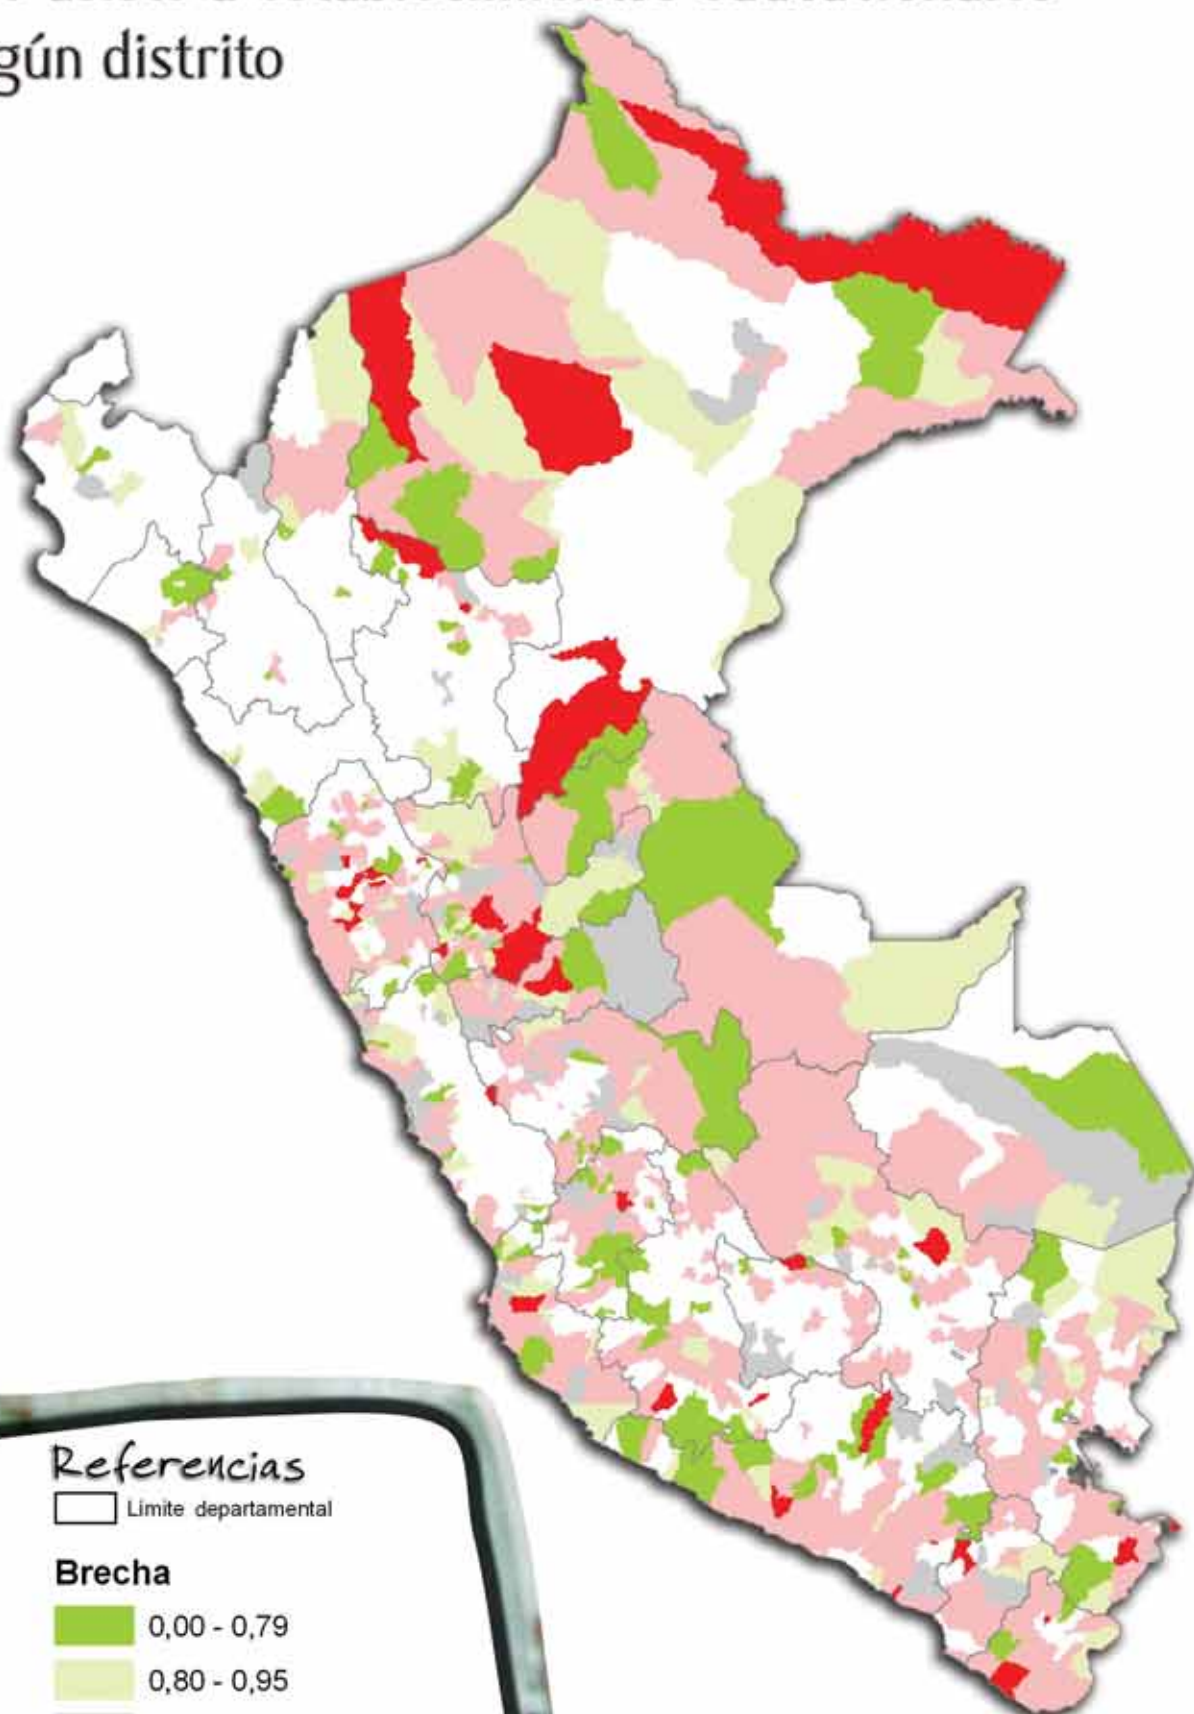 gún distrito
Referencias
Límite departamental
Brecha
0,00 - 0,79
0,80 - 0,95